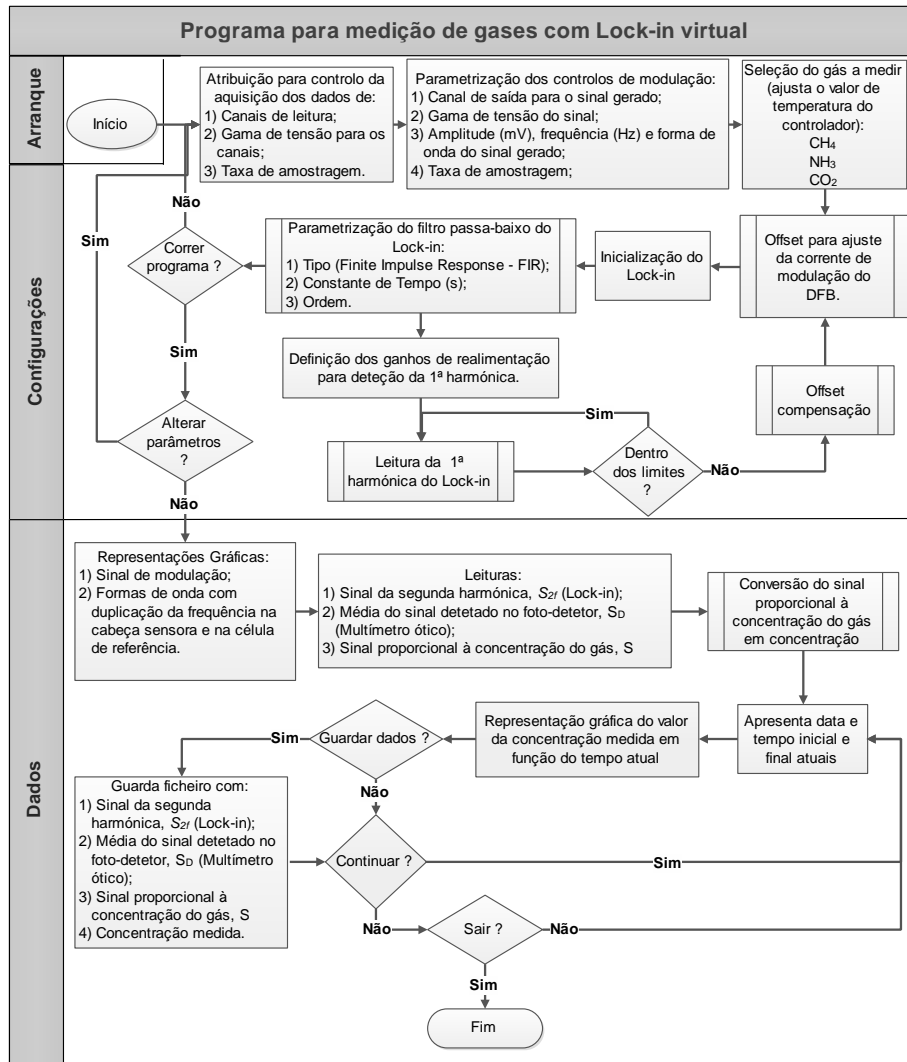 Programa para medição de gases com Lock-in virtual
Arranque
Início
Atribuição para controlo da
aquisição dos dados de:
1) Canais de leitura;
2) Gama de tensão para os
canais;
3) Taxa de amostragem.
Parametrização dos controlos de modulação:
1) Canal de saída para o sinal gerado;
2) Gama de tensão do sinal;
3) Amplitude (mV), frequência (Hz) e forma de
onda do sinal gerado;
4) Taxa de amostragem;
Seleção do gás a medir
(ajusta o valor de
temperatura do
controlador):
CH4
NH3
CO2
Configurações
Não
Sim
Correr
programa ?
Parametrização do filtro passa-baixo do
Lock-in:
1) Tipo (Finite Impulse Response - FIR);
2) Constante de Tempo (s);
3) Ordem.
Inicialização do
Lock-in
Offset para ajuste
da corrente de
modulação do
DFB.
Sim
Definição dos ganhos de realimentação
para deteção da 1ª harmónica.
Offset
compensação
Alterar
parâmetros
?
Sim
Leitura da 1ª
harmónica do Lock-in
Dentro
dos limites
?
Não
Não
Dados
Representações Gráficas:
1) Sinal de modulação;
2) Formas de onda com
duplicação da frequência na
cabeça sensora e na célula
de referência.
Leituras:
1) Sinal da segunda harmónica, S2f (Lock-in);
2) Média do sinal detetado no foto-detetor, SD
(Multímetro ótico);
3) Sinal proporcional à concentração do gás, S
Conversão do sinal
proporcional à
concentração do gás
em concentração
Sim
Guardar dados ?
Representação gráfica do valor
da concentração medida em
função do tempo atual
Apresenta data e
tempo inicial e
final atuais
Não
Guarda ficheiro com:
1) Sinal da segunda
harmónica, S2f (Lock-in);
2) Média do sinal detetado no
foto-detetor, SD (Multímetro
ótico);
3) Sinal proporcional à
concentração do gás, S
4) Concentração medida.
Continuar ?
Sim
Não
Sair ?
Não
Sim
Fim